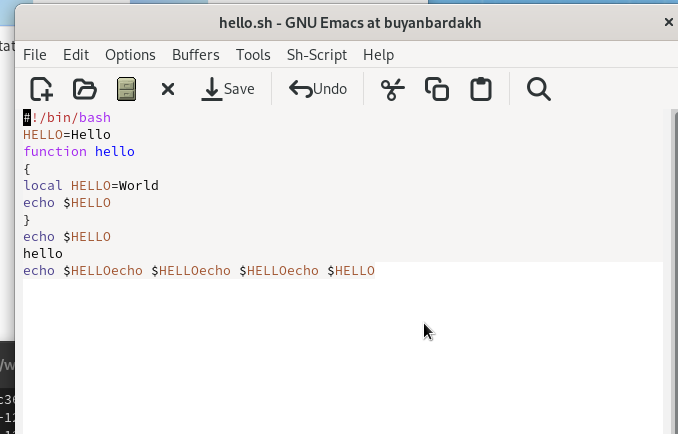 hello.sh - GNU Emacs at buyanbardakh
File Edit Options Buffers Tools Sh-Script Help
Save Undo
#!/bin/bash
HELLO=Hello
function hello
{
local HELLO=World
echo $HELLO
}
echo $HELLO
hello
echo $HELLOecho $HELLOecho $HELLOecho $HELLO